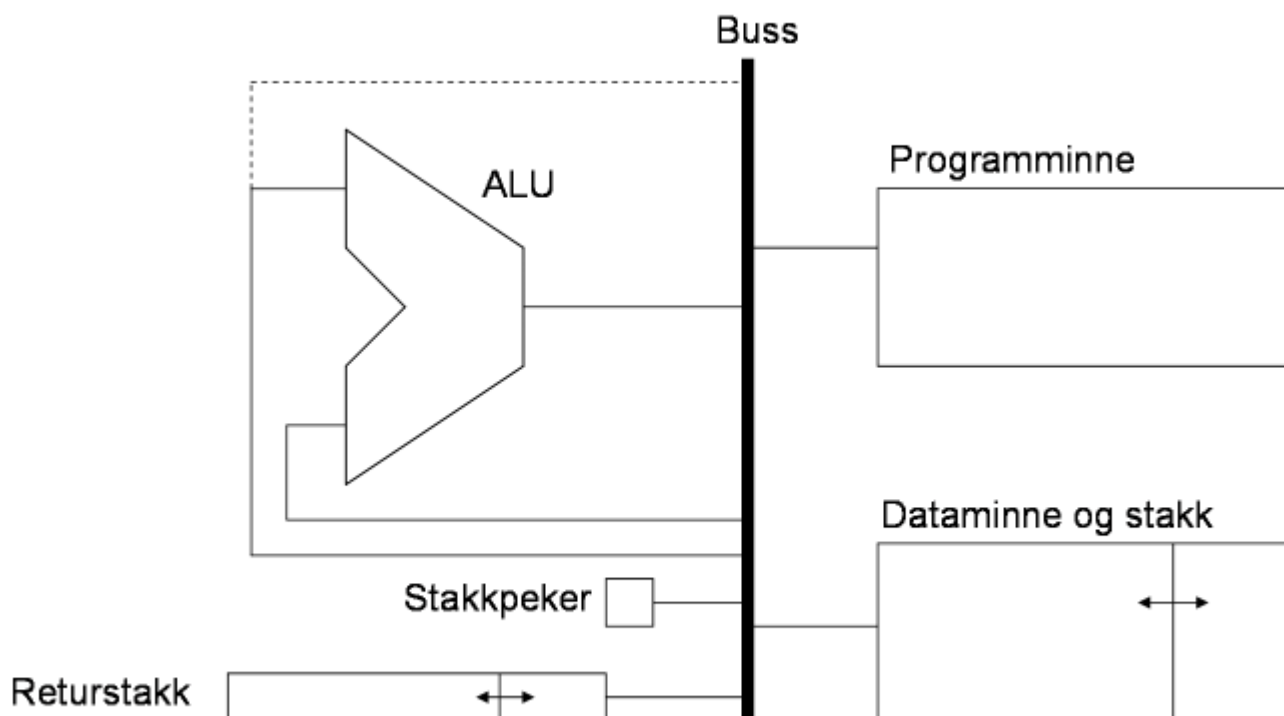 Buss
Programminne
ALU
Dataminne og stakk
Stakkpeker
Returstakk